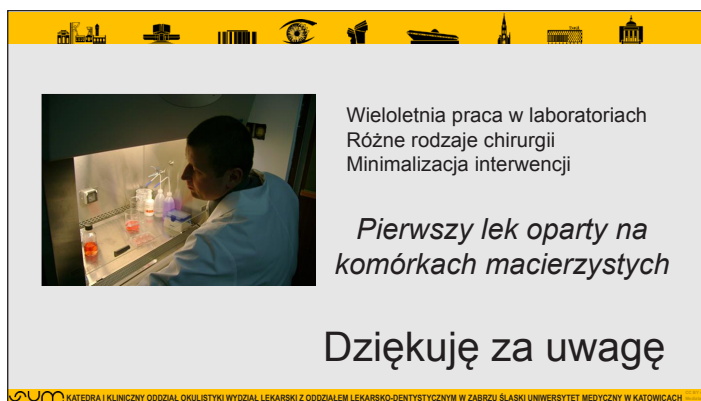 Wieloletnia praca w laboratoriach
Różne rodzaje chirurgii
Minimalizacja interwencji
Pierwszy lek oparty na
komórkach macierzystych
Dziękuję za uwagę
SUM KATEDRA I KLINICZNY ODDZIAŁ OKULISTYKI WYDZIAŁ LEKARSKI Z ODDZIAŁEM LEKARSKO-DENTYSTYCZNYM W ZABRZU ŚLĄSKI UNIWERSYTET MEDYCZNY W KATOWICACH